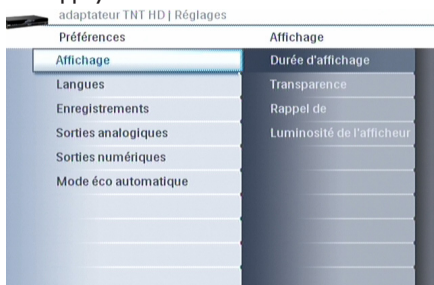 adaptateur TNT HD | Réglages
Préférences
Affichage
Affichage
Durée d'affichage
Langues
Transparence
Enregistrements
Rappel de
Sorties analogiques
Luminosité de l'afficheur
Sorties numériques
Mode éco automatique